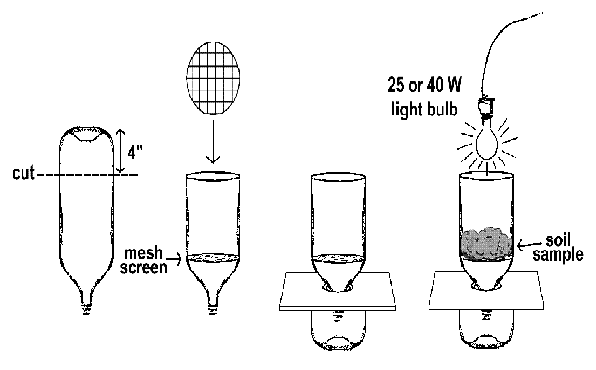 25 or 40 W
light bulb
4"
cut
mesh
screen
soil
sample